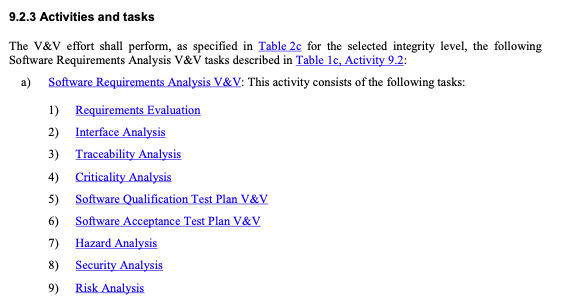 9.2.3 Activities and tasks
The V&V effort shall perform, as specified in Table 2c for the selected integrity level, the following
Software Requirements Analysis V&V tasks described in Table 1c, Activity 9.2:
a) Software Requirements Analysis V&V: This activity consists of the following tasks:
1) Requirements Evaluation
2) Interface Analysis
3) Traceability Analysis
4) Criticality Analysis
5) Software Qualification Test Plan V&V
6) Software Acceptance Test Plan V&V
7) Hazard Analysis
8) Security Analysis
9) Risk Analysis